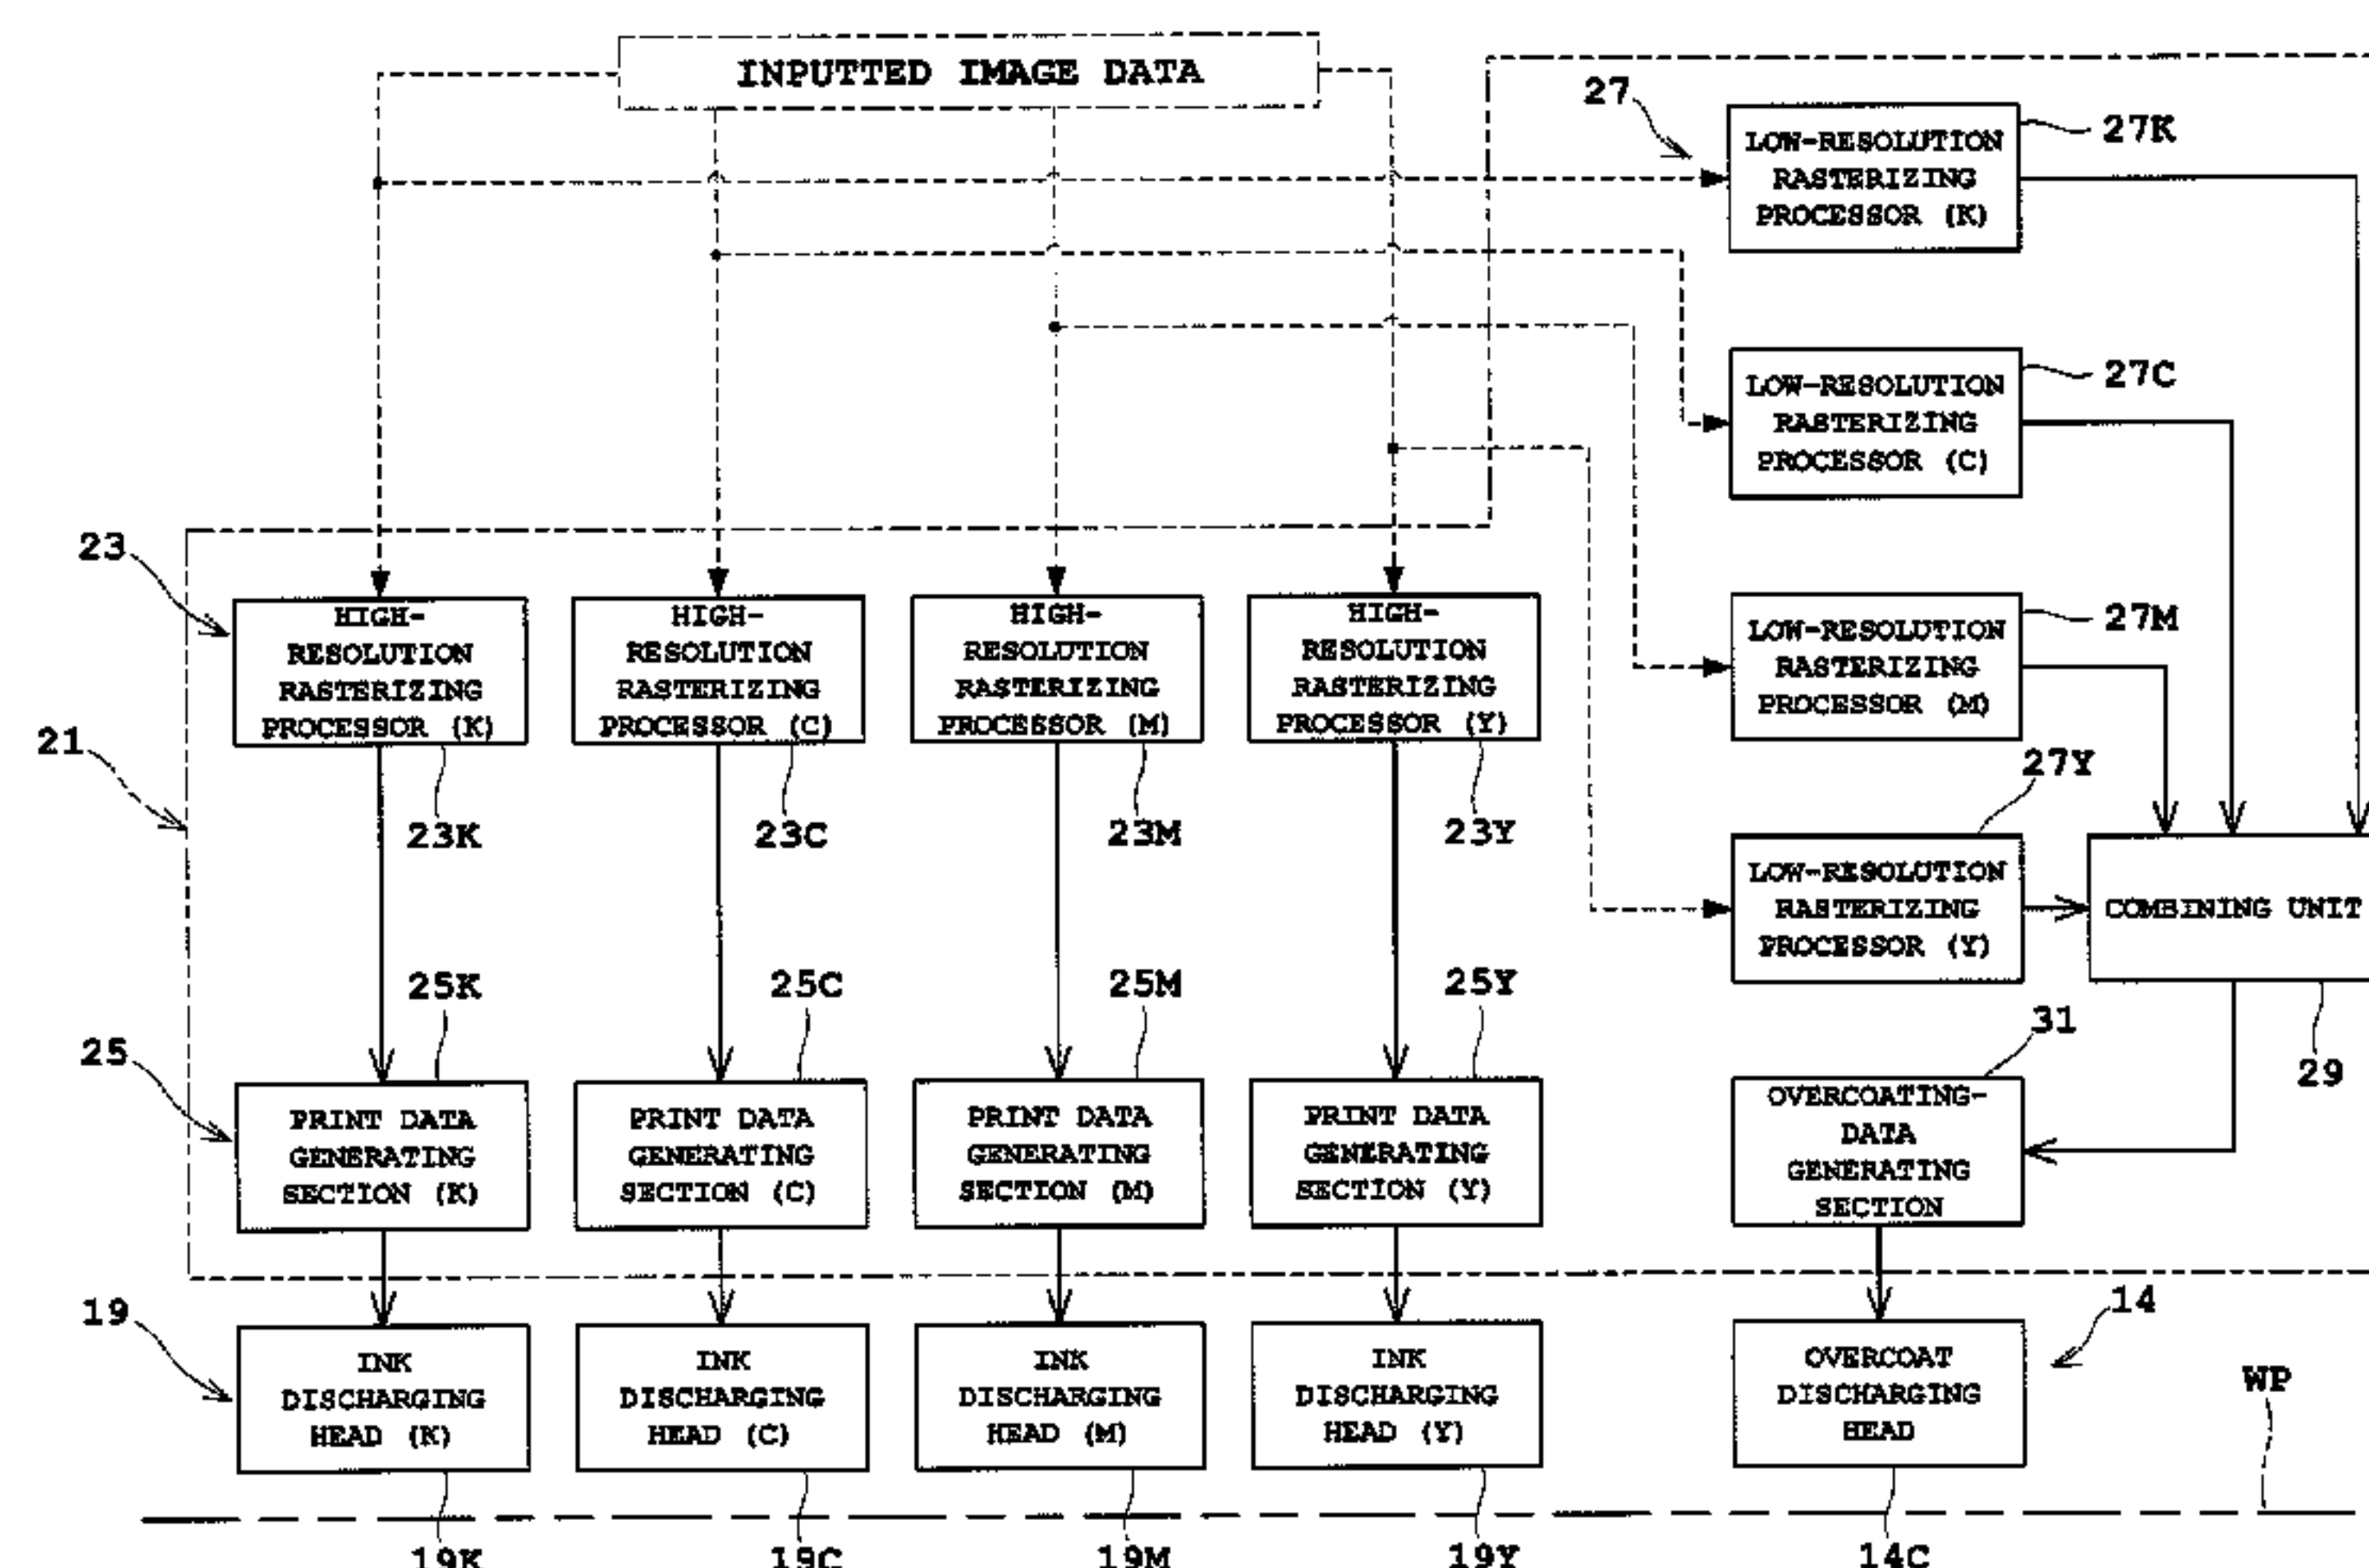 INPUTTED IMAGE DATA
27
LOW-RESOLUTION
RASTERIZING
PROCESSOR (K)
27K
LOW-RESOLUTION
RASTERIZING
PROCESSOR (C)
27C
LOW-RESOLUTION
RASTERIZING
PROCESSOR (M)
27M
23
HIGH-
RESOLUTION
RASTERIZING
PROCESSOR (K)
HIGH-
RESOLUTION
RASTERIZING
PROCESSOR (C)
HIGH-
RESOLUTION
RASTERIZING
PROCESSOR (M)
HIGH-
RESOLUTION
RASTERIZING
PROCESSOR (Y)
21
23K
23C
23M
23Y
27Y
LOW-RESOLUTION
RASTERIZING
PROCESSOR (Y)
COMBINING UNIT
29
25
25K
25C
25M
25Y
31
PRINT DATA
GENERATING
SECTION (K)
PRINT DATA
GENERATING
SECTION (C)
PRINT DATA
GENERATING
SECTION (M)
PRINT DATA
GENERATING
SECTION (Y)
OVERCOATING-
DATA
GENERATING
SECTION
19
INK
DISCHARGING
HEAD (K)
INK
DISCHARGING
HEAD (C)
INK
DISCHARGING
HEAD (M)
INK
DISCHARGING
HEAD (Y)
OVERCOAT
DISCHARGING
HEAD
14
WP
19K
19C
19M
19Y
14C